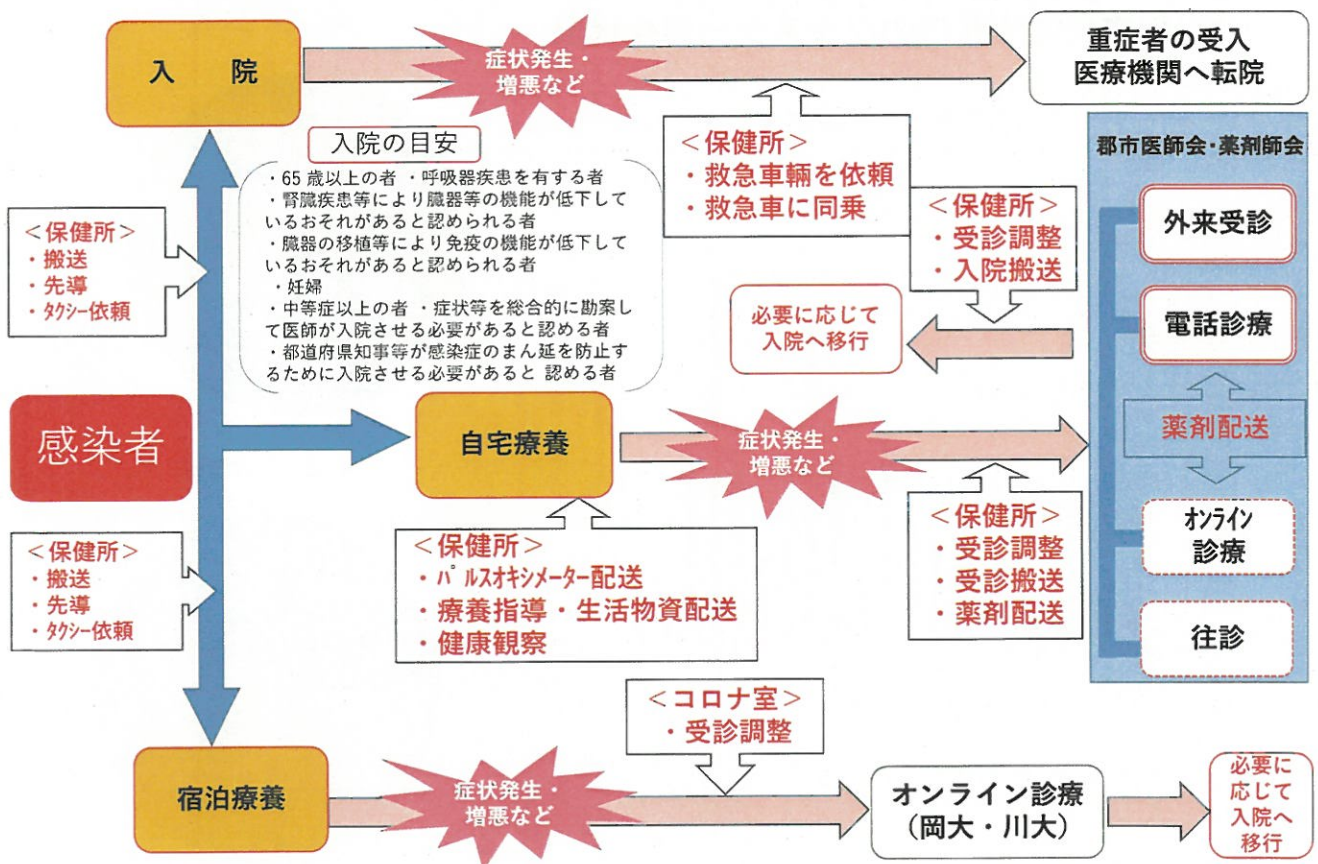 入　院
症状発生・
増悪など
重症者の受入
医療機関へ転院
入院の目安
・65歳以上の者 ・呼吸器疾患を有する者
・腎臓疾患等により臓器等の機能が低下して
いるおそれがあると認められる者
・臓器の移植等により免疫の機能が低下して
いるおそれがあると認められる者
・妊婦
・中等症以上の者 ・症状等を総合的に勘案し
て医師が入院させる必要があると認める者
・都道府県知事等が感染症のまん延を防止す
るために入院させる必要があると 認める者
＜保健所＞
・救急車輛を依頼
・救急車に同乗
＜保健所＞
・受診調整
・入院搬送
必要に応じて
入院へ移行
郡市医師会・薬剤師会
外来受診
電話診療
薬剤配送
オンライン
診療
往診
＜保健所＞
・搬送
・先導
・タクシー依頼
感染者
自宅療養
症状発生・
増悪など
＜保健所＞
・パルスオキシメーター配送
・療養指導・生活物資配送
・健康観察
＜保健所＞
・受診調整
・受診搬送
・薬剤配送
＜保健所＞
・搬送
・先導
・タクシー依頼
宿泊療養
症状発生・
増悪など
＜コロナ室＞
・受診調整
オンライン診療
（岡大・川大）
必要に
応じて
入院へ
移行